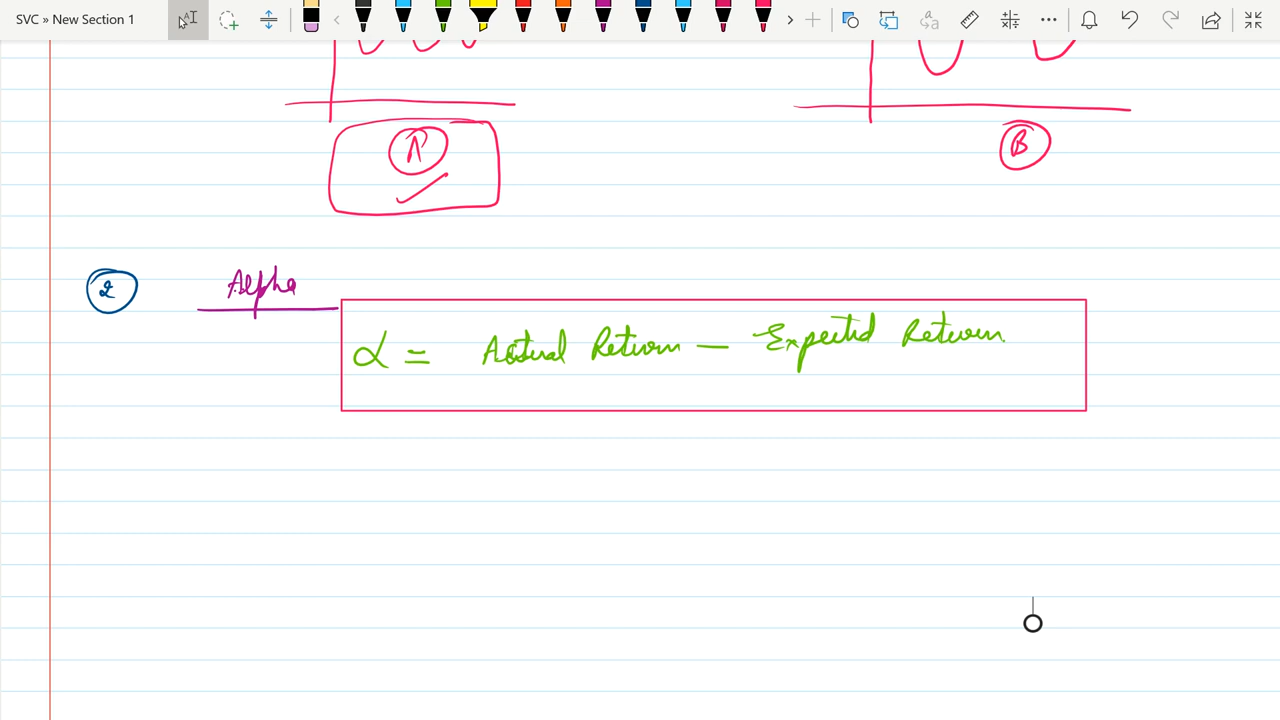 SVC » New Section 1
A
B
2
Alpha
α = Actual Return — Expected Return